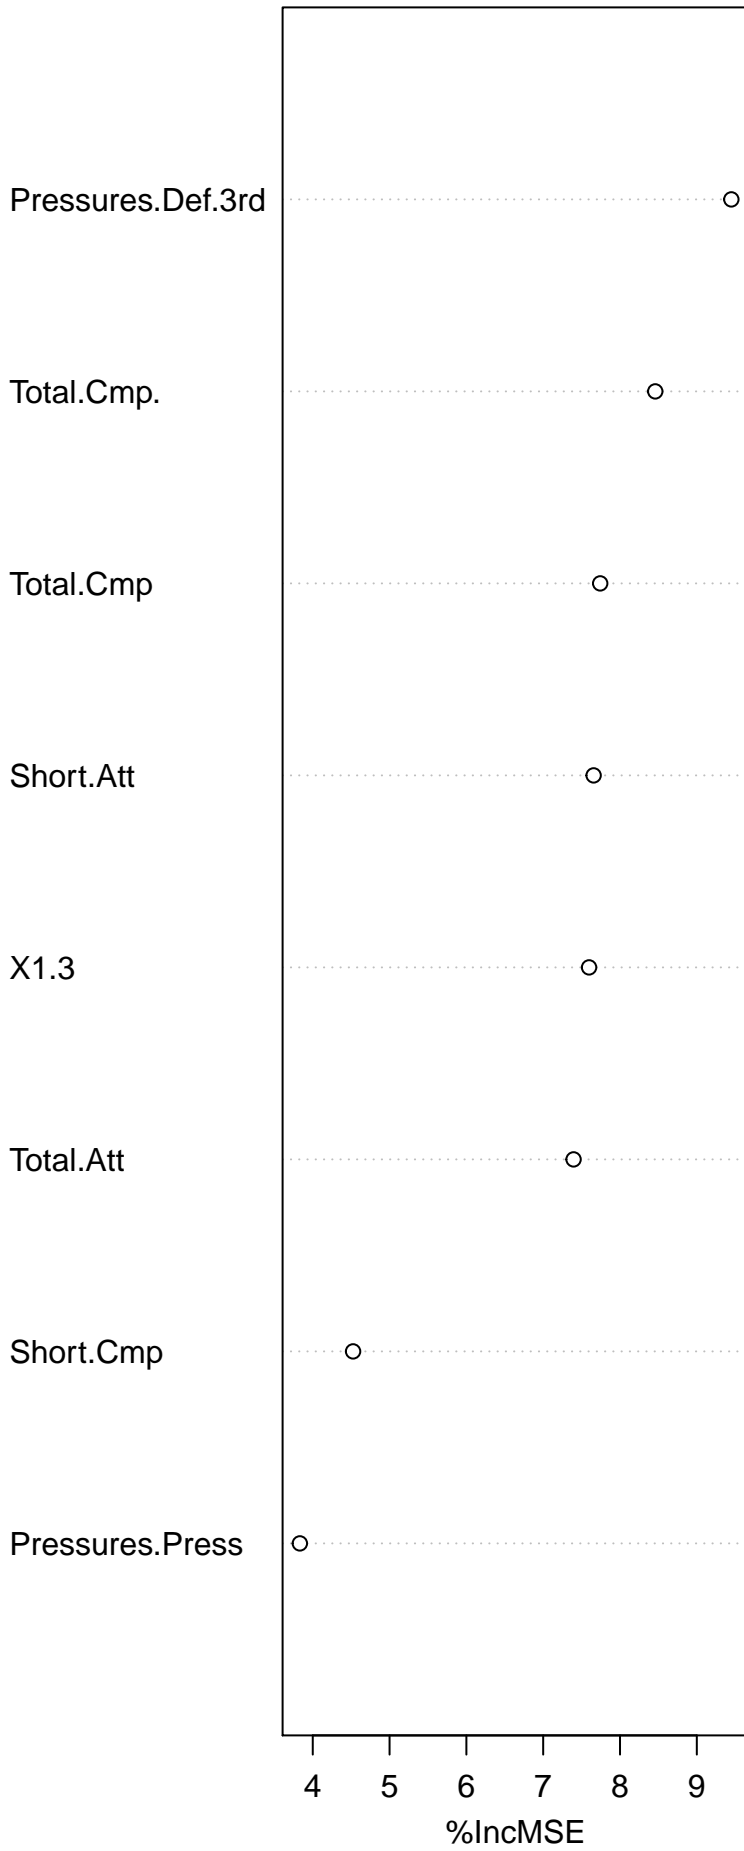 Pressures.Def.3rd
Total.Cmp.
Total.Cmp
Short.Att
X1.3
Total.Att
Short.Cmp
Pressures.Press
4 5 6 7 8 9
%IncMSE